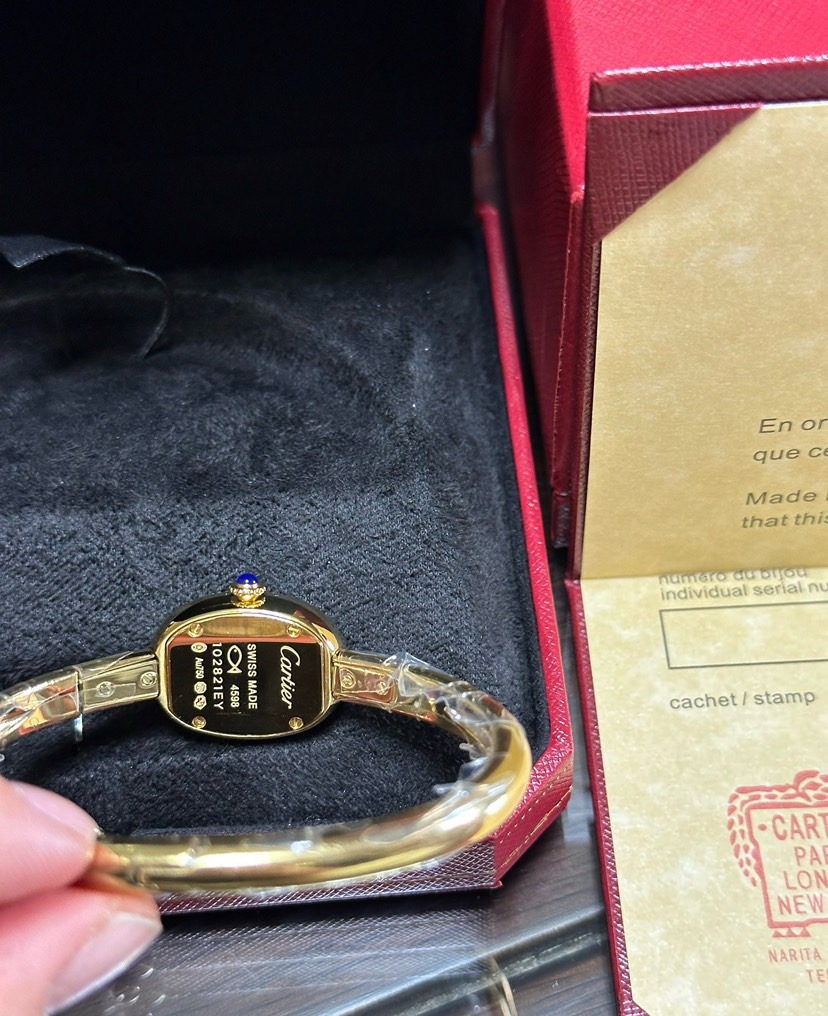 Cartier
SWISS MADE
4598
102821EY
Au750
En or
que ce
Made
that this
numéro du bijou
individual serial nu
cachet / stamp
CART
PAR
LON
NEW
NARITA
TE